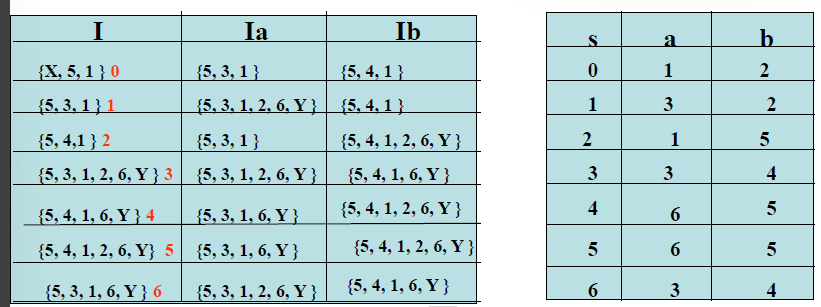 I Ia Ib
{X, 5, 1 } 0 {5, 3, 1 } {5, 4, 1 }
{5, 3, 1 } 1 {5, 3, 1, 2, 6, Y } {5, 4, 1 }
{5, 4,1 } 2 {5, 3, 1 } {5, 4, 1, 2, 6, Y }
{5, 3, 1, 2, 6, Y } 3 {5, 3, 1, 2, 6, Y } {5, 4, 1, 6, Y }
{5, 4, 1, 6, Y } 4 {5, 3, 1, 6, Y } {5, 4, 1, 2, 6, Y }
{5, 4, 1, 2, 6, Y} 5 {5, 3, 1, 6, Y } {5, 4, 1, 2, 6, Y }
{5, 3, 1, 6, Y } 6 {5, 3, 1, 2, 6, Y } {5, 4, 1, 6, Y }
s a b
0 1 2
1 3 2
2 1 5
3 3 4
4 6 5
5 6 5
6 3 4